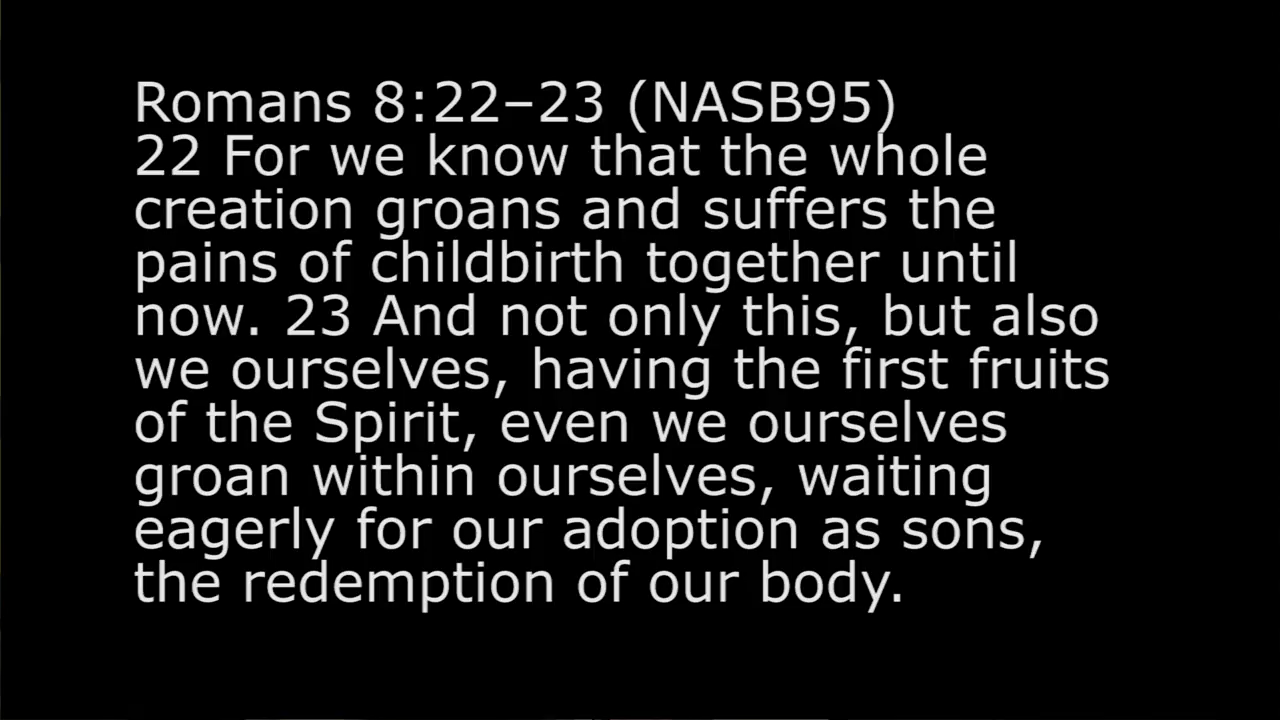 Romans 8:22–23 (NASB95)
22 For we know that the whole
creation groans and suffers the
pains of childbirth together until
now. 23 And not only this, but also
we ourselves, having the first fruits
of the Spirit, even we ourselves
groan within ourselves, waiting
eagerly for our adoption as sons,
the redemption of our body.